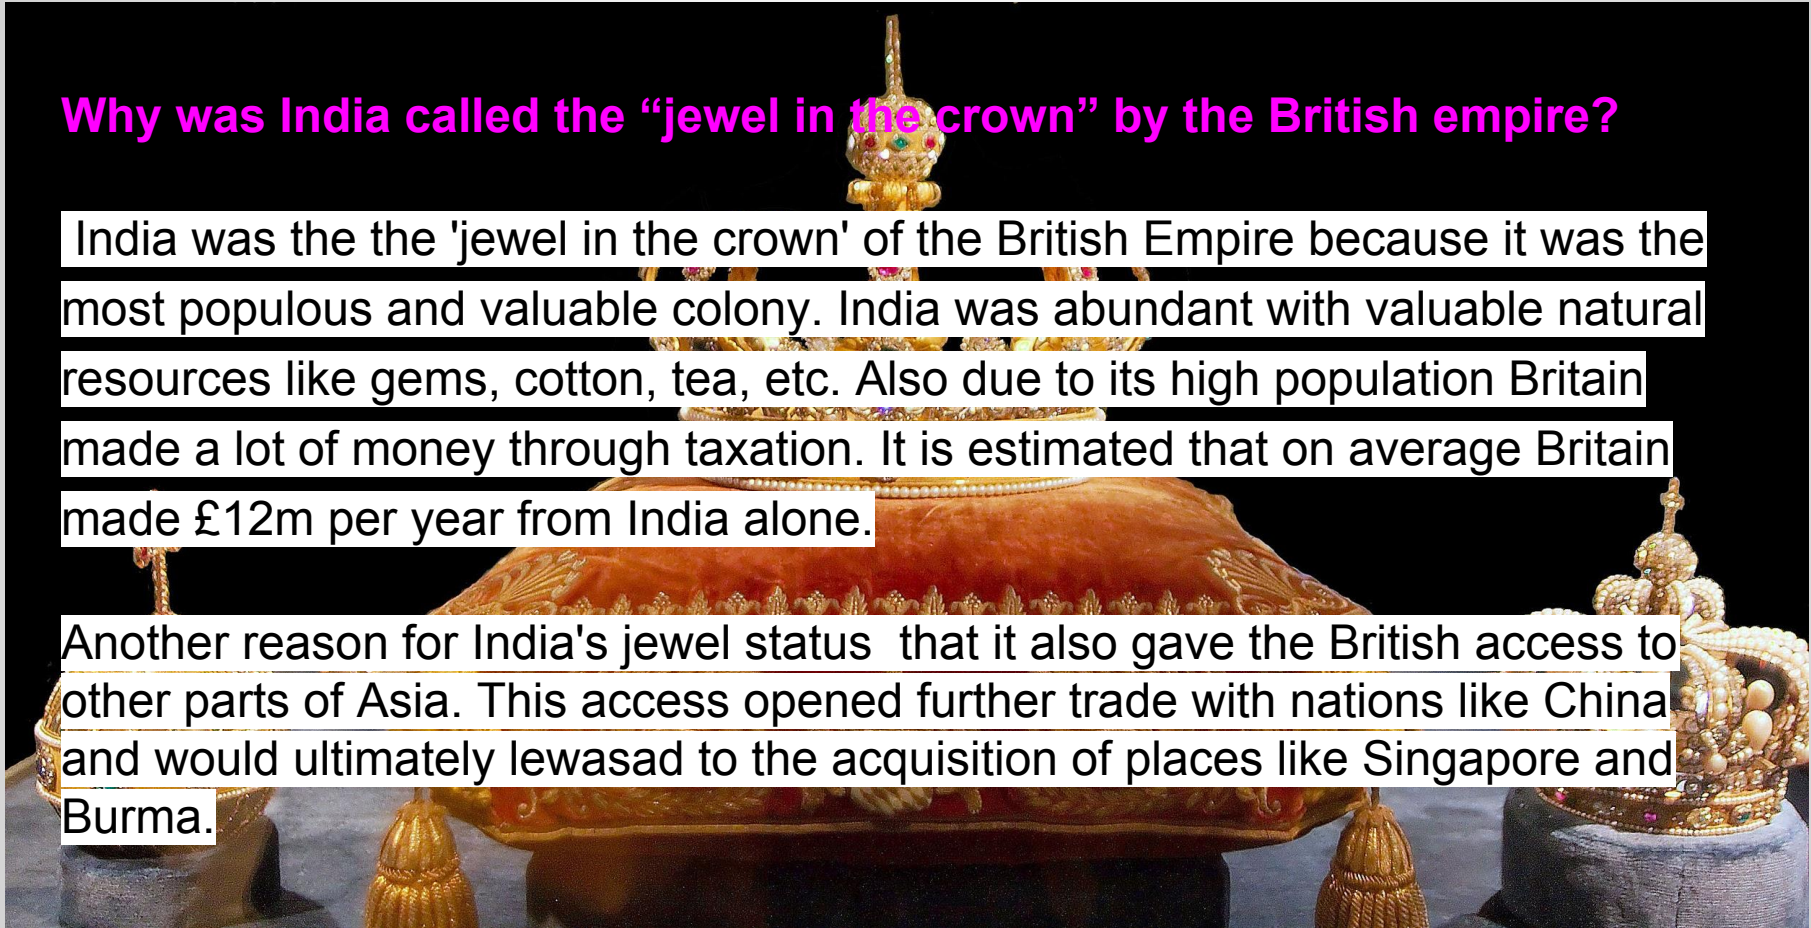 Why was India called the “jewel in the crown” by the British empire?
India was the the 'jewel in the crown' of the British Empire because it was the
most populous and valuable colony. India was abundant with valuable natural
resources like gems, cotton, tea, etc. Also due to its high population Britain
made a lot of money through taxation. It is estimated that on average Britain
made £12m per year from India alone.
Another reason for India's jewel status  that it also gave the British access to
other parts of Asia. This access opened further trade with nations like China
and would ultimately lewasad to the acquisition of places like Singapore and
Burma.